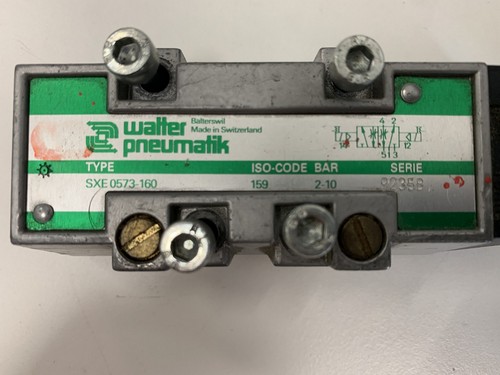 walter
pneumatik
Balterswil
Made in Switzerland
4 2
12
5 1 3
TYPE ISO-CODE BAR SERIE
SXE 0573-160 159 2-10